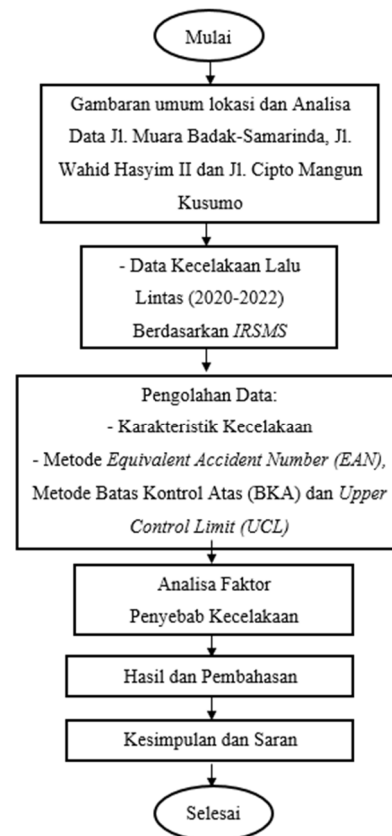 Mulai
Gambaran umum lokasi dan Analisa
Data Jl. Muara Badak-Samarinda, Jl.
Wahid Hasyim II dan Jl. Cipto Mangun
Kusumo
- Data Kecelakaan Lalu
Lintas (2020-2022)
Berdasarkan IRSMS
Pengolahan Data:
- Karakteristik Kecelakaan
- Metode Equivalent Accident Number (EAN),
Metode Batas Kontrol Atas (BKA) dan Upper
Control Limit (UCL)
Analisa Faktor
Penyebab Kecelakaan
Hasil dan Pembahasan
Kesimpulan dan Saran
Selesai